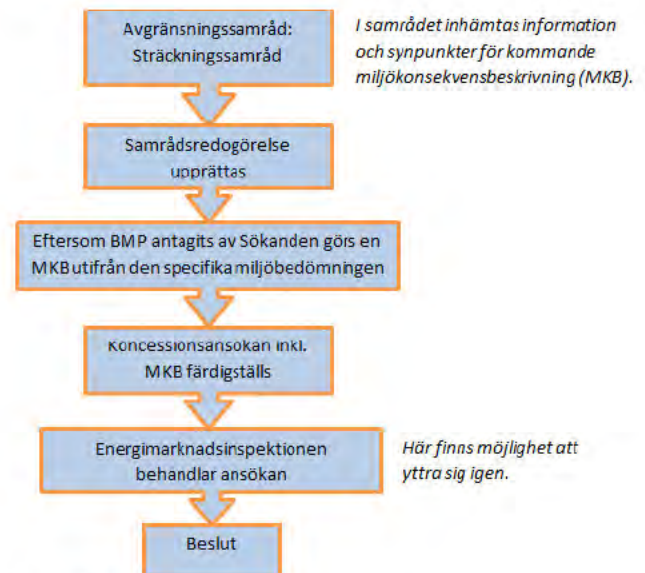 Avgränsningssamråd:
Sträckningssamråd
I samrådet inhämtas information
och synpunkter för kommande
miljökonsekvensbeskrivning (MKB).
Samrådsredogörelse
upprättas
Eftersom BMP antagits av Sökanden görs en
MKB utifrån den specifika miljöbedömningen
Koncessionsansökan inkl.
MKB färdigställs
Energimarknadsinspektionen
behandlar ansökan
Här finns möjlighet att
yttra sig igen.
Beslut